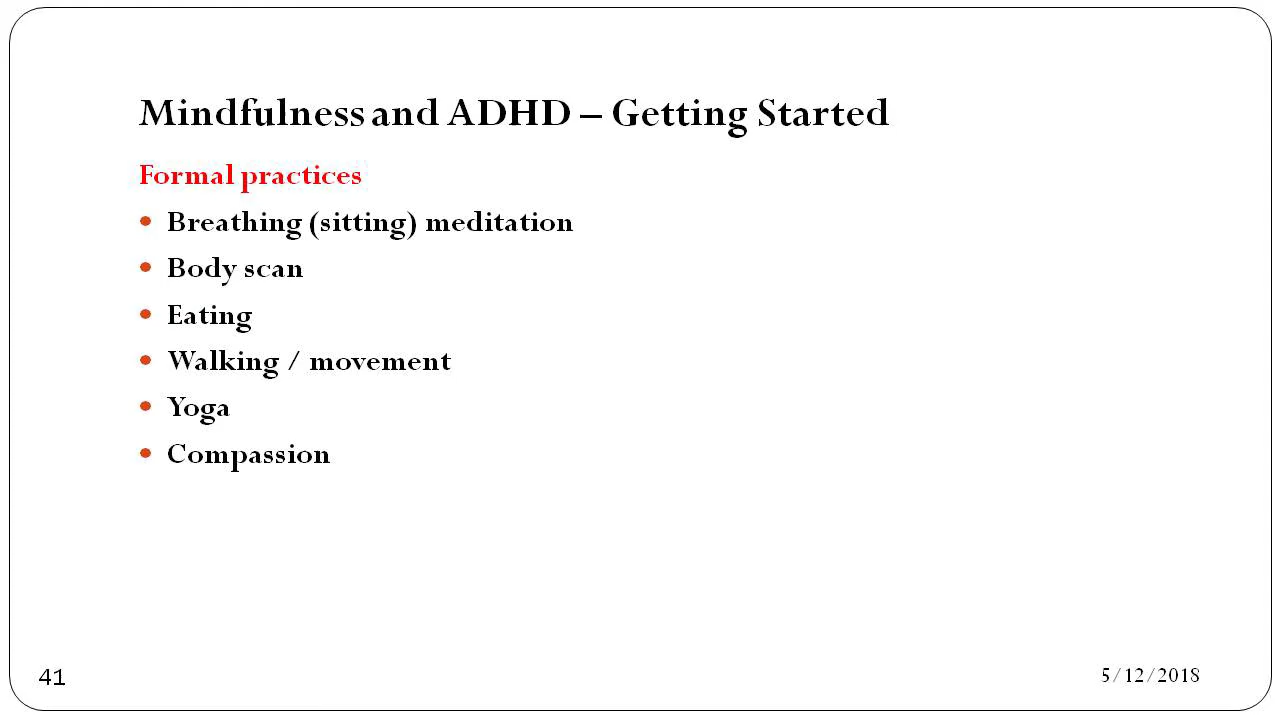 Mindfulness and ADHD – Getting Started
Formal practices
• Breathing (sitting) meditation
• Body scan
• Eating
• Walking / movement
• Yoga
• Compassion
41
5/12/2018